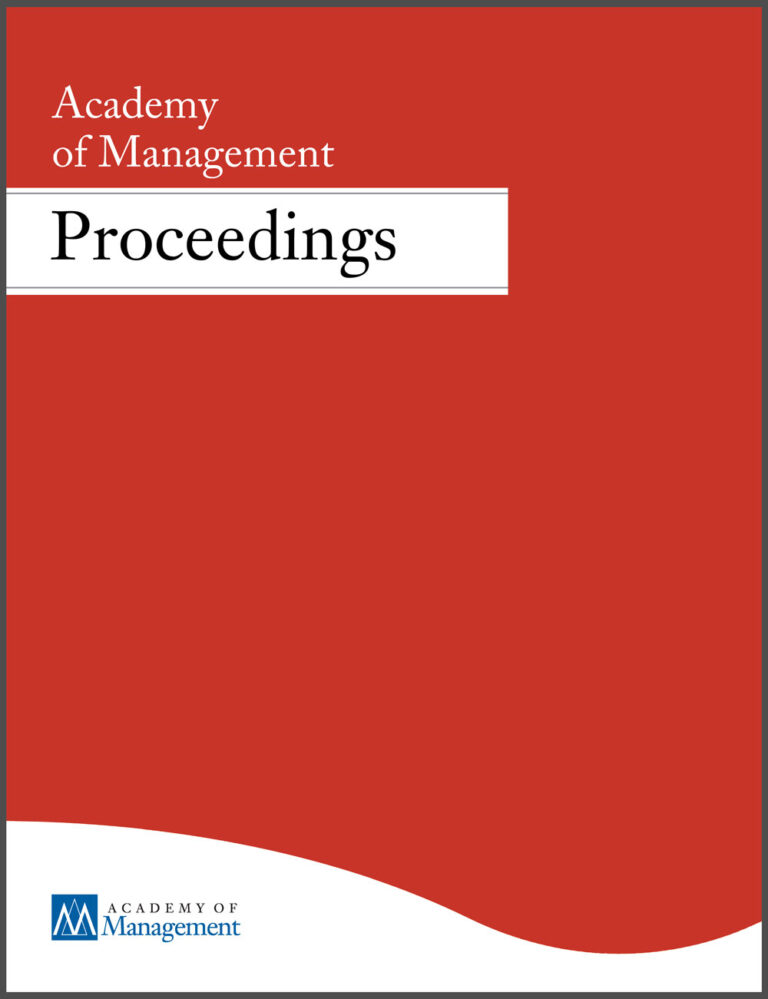 Academy
of Management
Proceedings
ACADEMY OF
Management